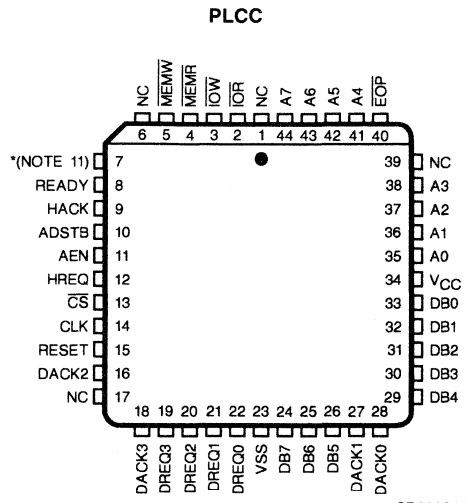 PLCC
NC MEMW MEMR IOW IOR NC A7 A6 A5 A4 EOP
6 5 4 3 2 1 44 43 42 41 40
*(NOTE 11) 7 39 NC
READY 8 38 A3
HACK 9 37 A2
ADSTB 10 36 A1
AEN 11 35 A0
HREQ 12 34 VCC
CS 13 33 DB0
CLK 14 32 DB1
RESET 15 31 DB2
DACK2 16 30 DB3
NC 17 29 DB4
18 19 20 21 22 23 24 25 26 27 28
DACK3 DREQ3 DREQ2 DREQ1 DREQ0 VSS DB7 DB6 DB5 DACK1 DACK0